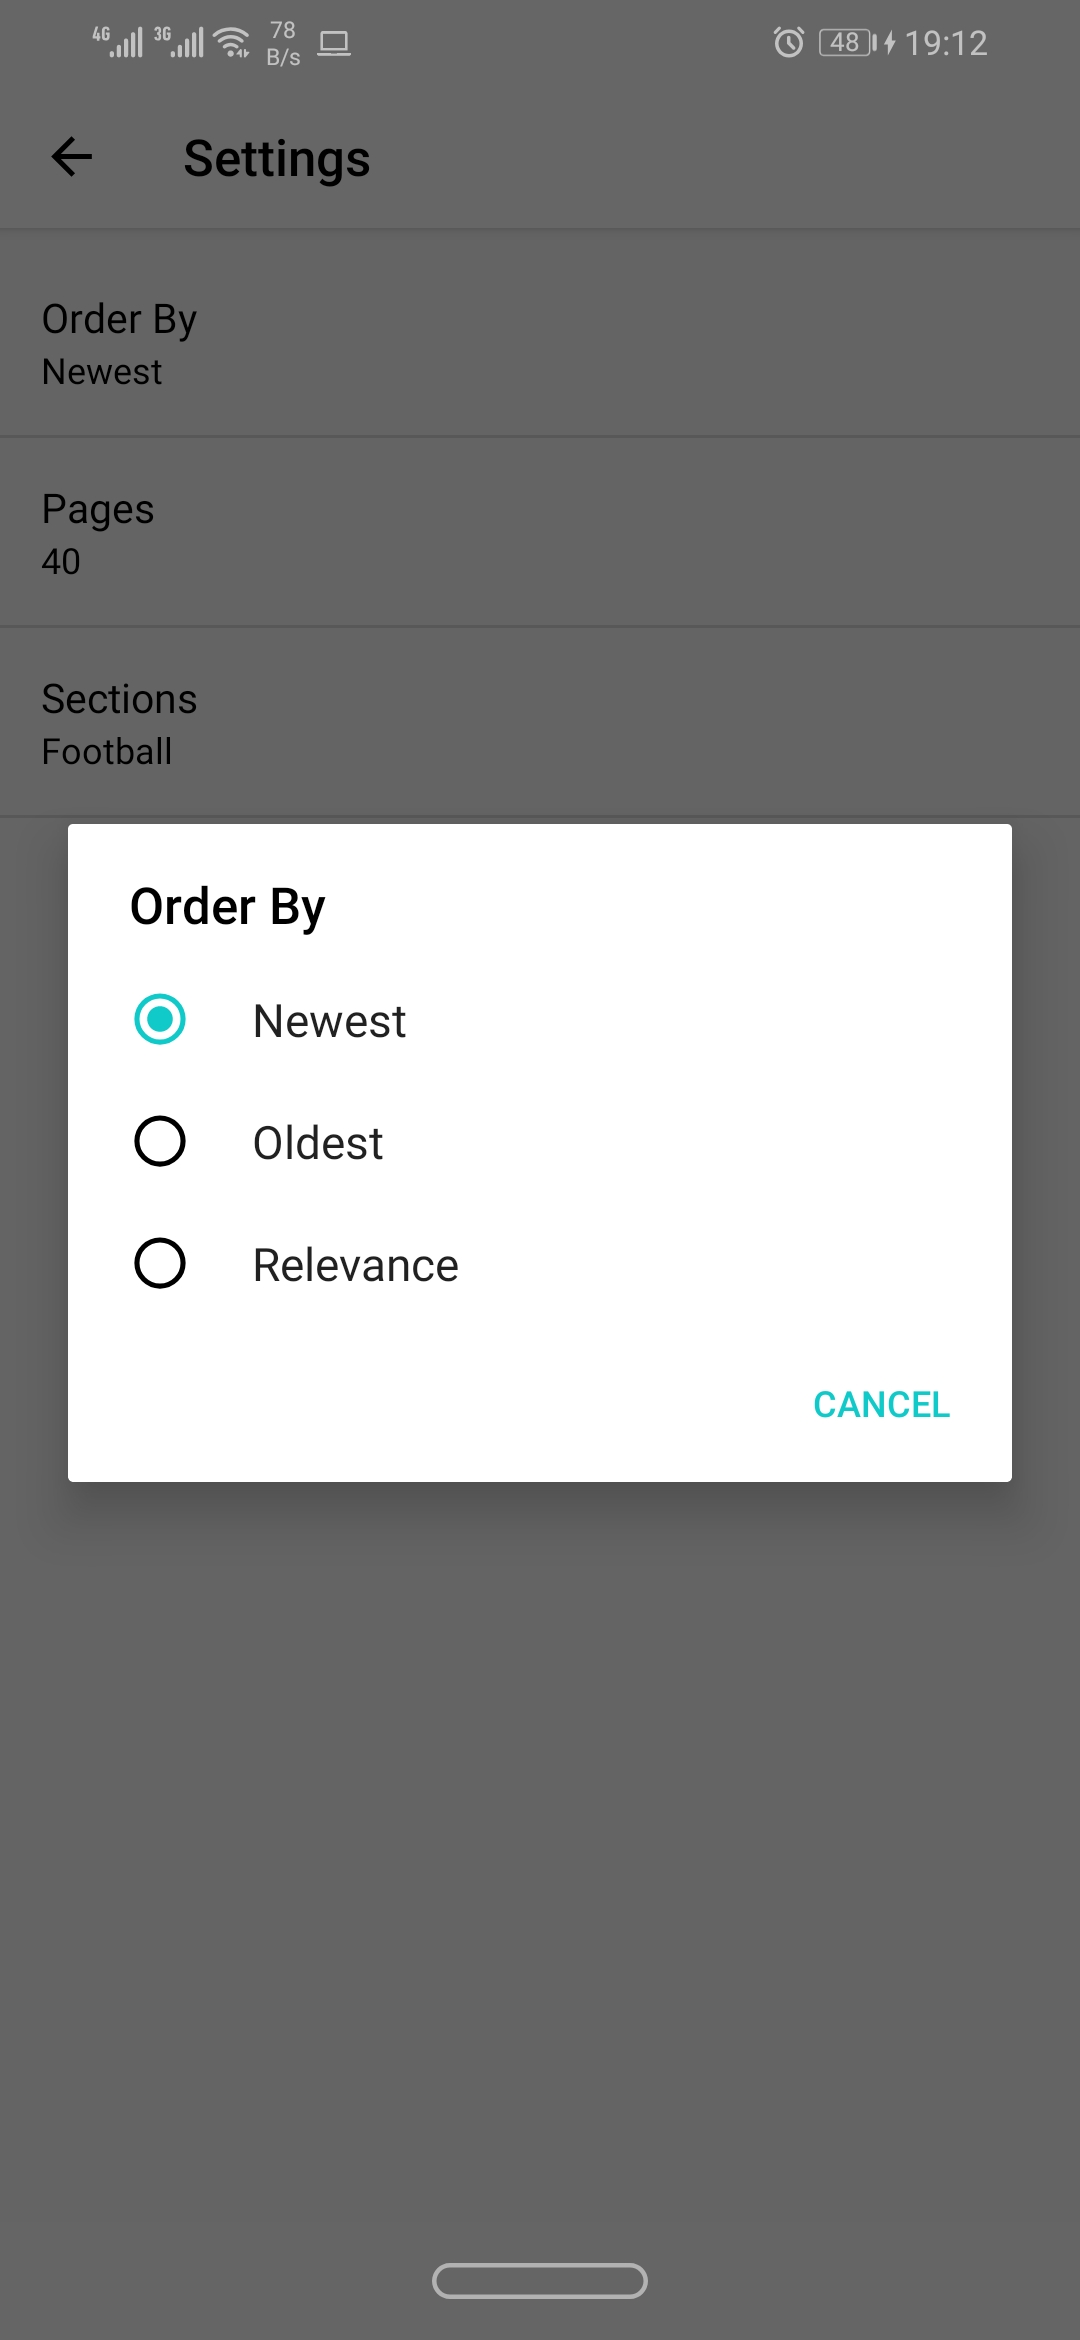 4G 3G 78 B/s 48 19:12
Settings
Order By
Newest
Pages
40
Sections
Football
Order By
Newest
Oldest
Relevance
CANCEL